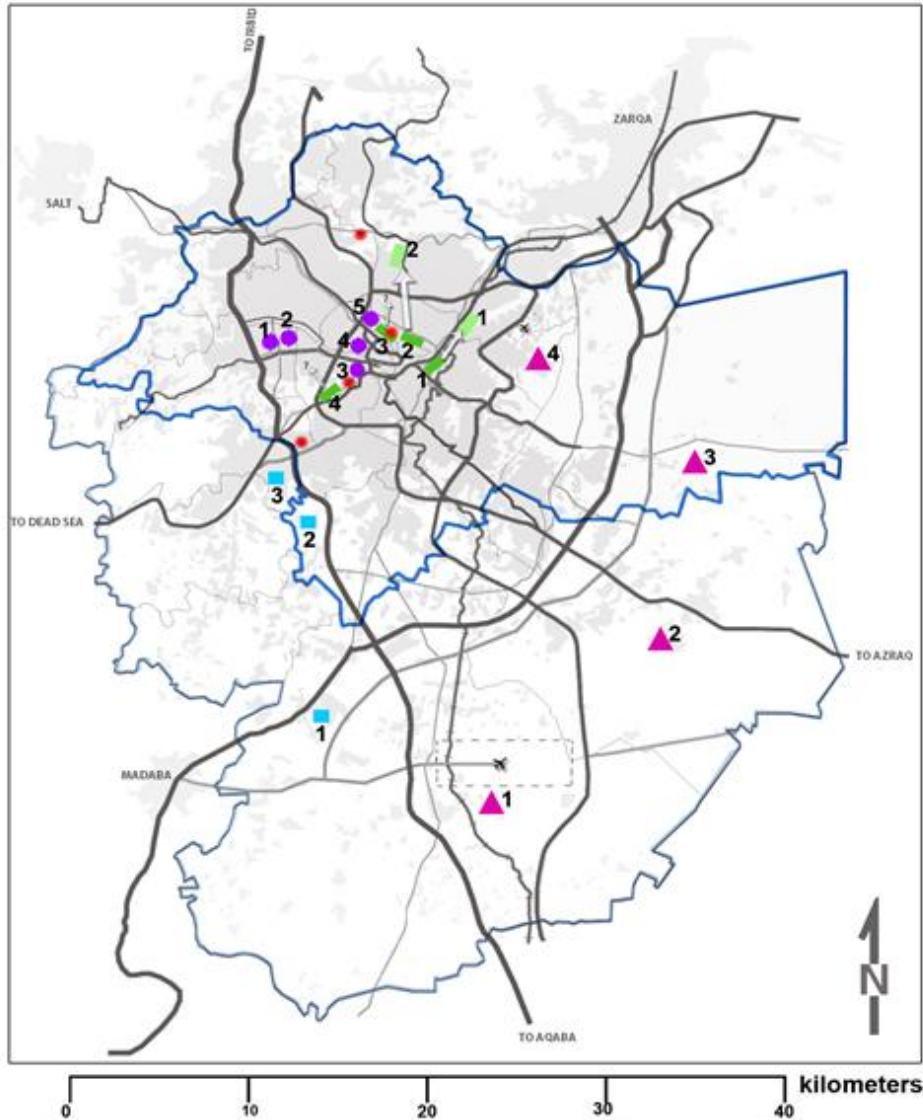 TO IRBID
ZARQA
SALT
2
5
1
1
2
4
3
2
4
3
1
4
3
TO DEAD SEA
3
2
2
TO AZRAQ
1
MADABA
1
N
TO AQABA
kilometers
0
10
20
30
40